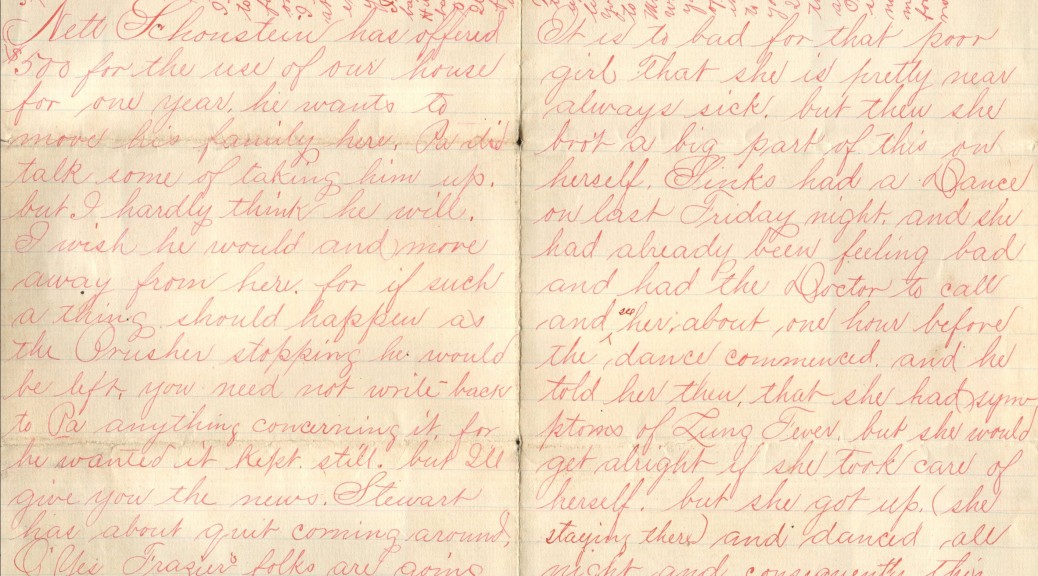 Nett Schonstein has offered
$500 for the use of our house
for one year. he wants to
move his family here. Pa did
talk some of taking him up.
but I hardly think he will.
I wish he would and move
away from here. for if such
a thing should happen as
the Crusher stopping he would
be left. you need not write back
to Pa anything concerning it. for
he wanted it kept still. but I'll
give you the news. Stewart
has about quit coming around.
Frazier's folks are going
It is to bad for that poor
girl that she is pretty near
always sick. but then she
a big part of this on
herself. had a Dance
on last Friday night. and she
had already been feeling bad
and had the Doctor to call
and see her, about one hour before
the dance commenced. and he
told her then, that she had sym-
ptoms of Lung Fever. but she would
get alright if she took care of
herself. but she got up. (she
staying there) and danced all
night and consequently this